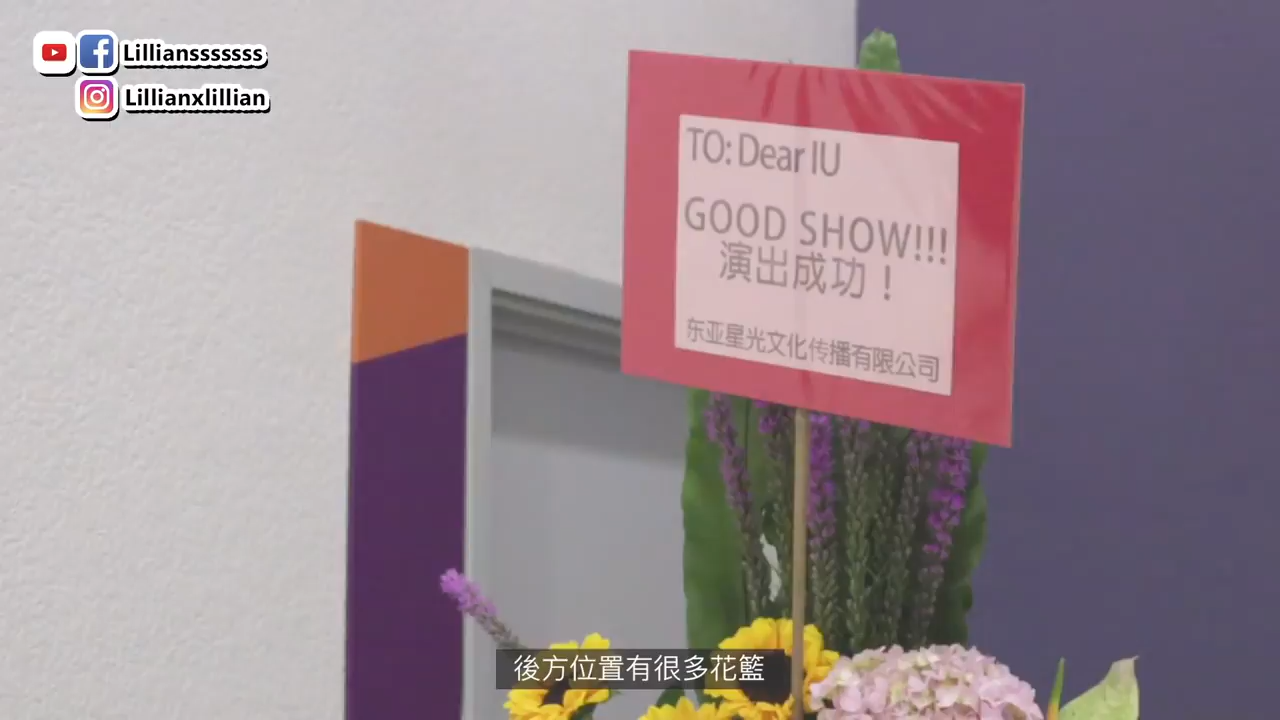 Lilliansssssss
Lillianxlillian
TO: Dear IU
GOOD SHOW!!!
演出成功！
东亚星光文化传播有限公司
後方位置有很多花籃